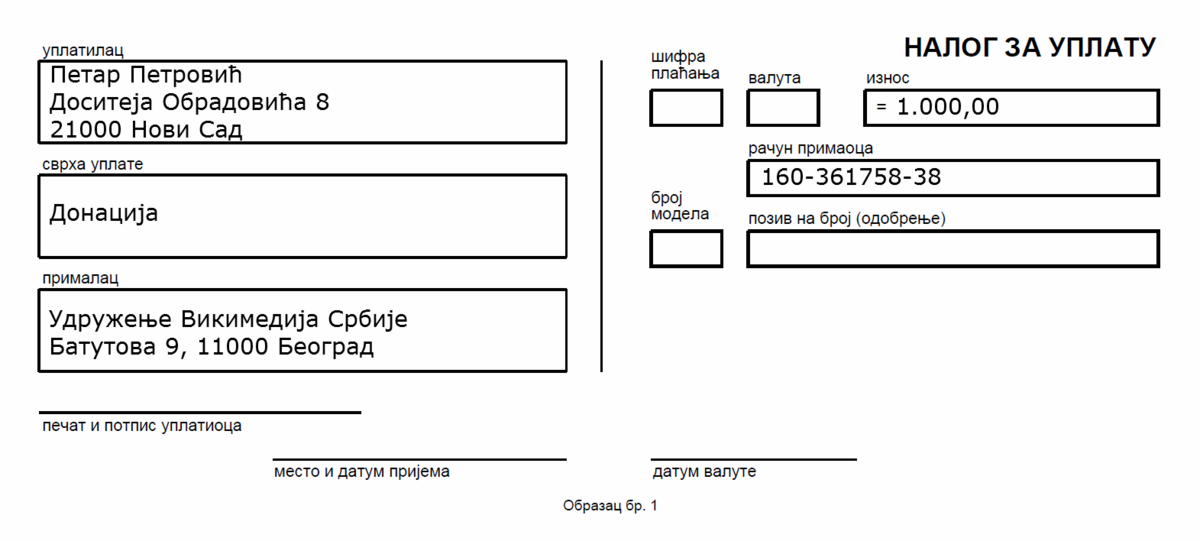 уплатилац
Петар Петровић
Доситеја Обрадовића 8
21000 Нови Сад
сврха уплате
Донација
прималац
Удружење Викимедија Србије
Батутова 9, 11000 Београд
печат и потпис уплатиоца
место и датум пријема
НАЛОГ ЗА УПЛАТУ
шифра
плаћања
валута
износ
= 1.000,00
рачун примаоца
160-361758-38
број
модела
позив на број (одобрење)
датум валуте
Образац бр. 1